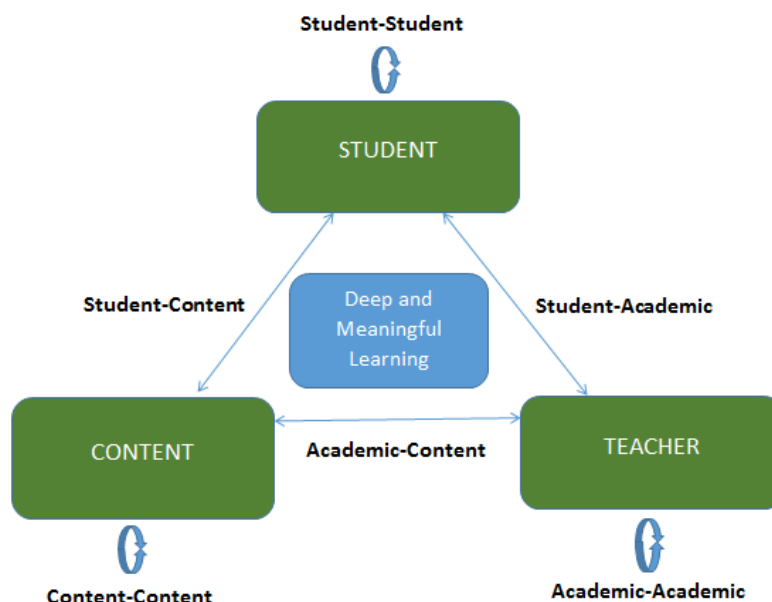 Student-Student
STUDENT
Student-Content
Deep and
Meaningful
Learning
Student-Academic
CONTENT
Academic-Content
TEACHER
Content-Content
Academic-Academic